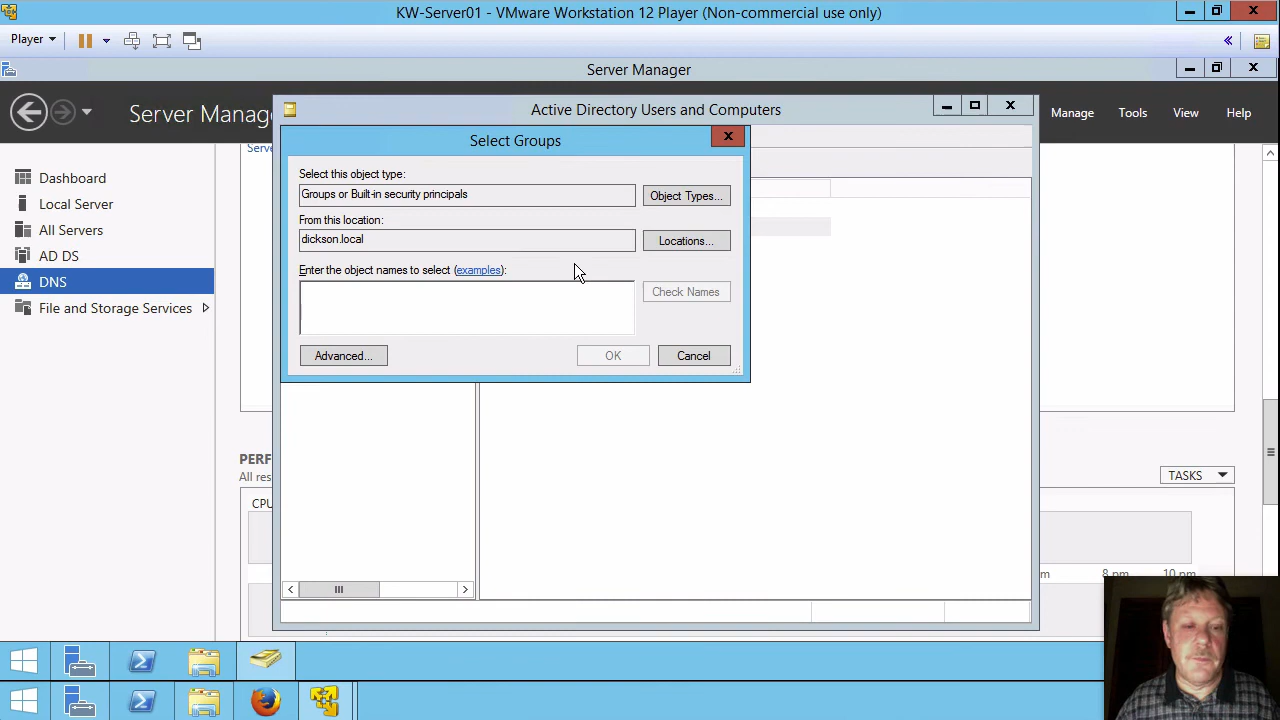 KW-Server01 - VMware Workstation 12 Player (Non-commercial use only)
Player
Server Manager
Server Manag
Active Directory Users and Computers
Manage Tools View Help
Select Groups
Serve
Select this object type:
Groups or Built-in security principals
Object Types...
From this location:
dickson.local
Locations...
Enter the object names to select (examples):
Check Names
Advanced...
OK
Cancel
Dashboard
Local Server
All Servers
AD DS
DNS
File and Storage Services
PERF
All res
TASKS
CPU
m 8 pm 10 pm